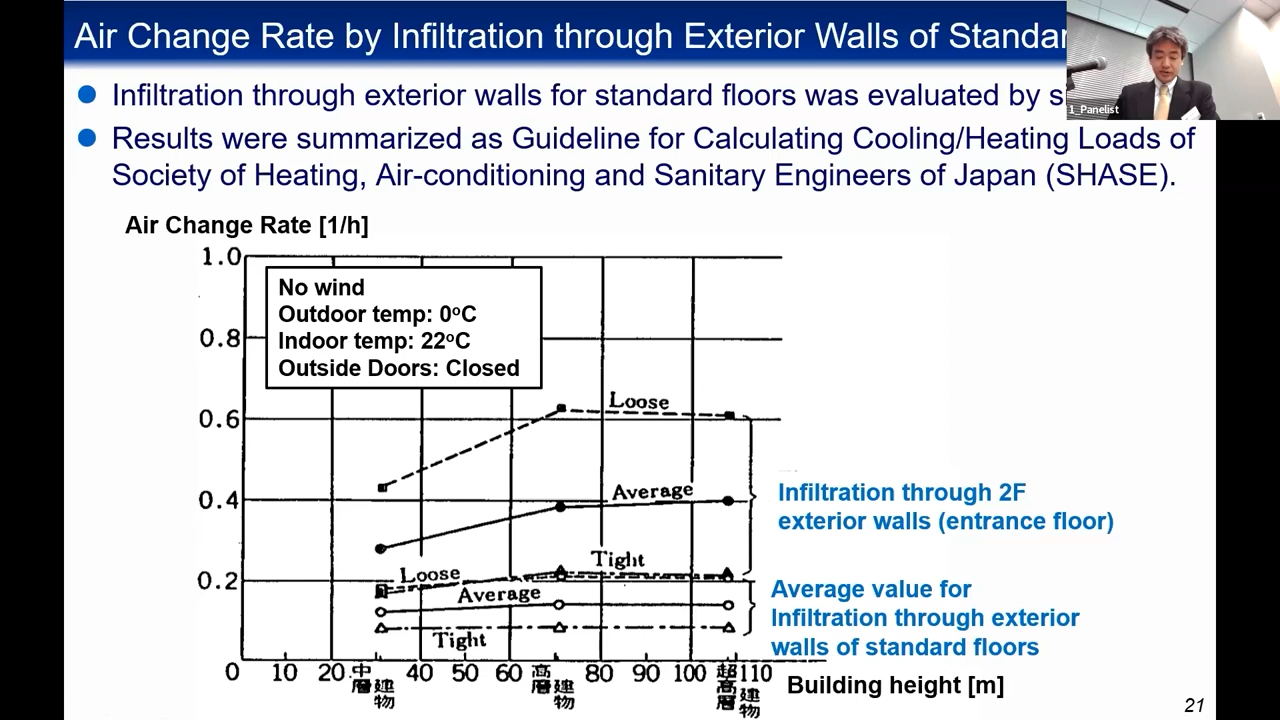 Air Change Rate by Infiltration through Exterior Walls of Standar
1_Panelist
Infiltration through exterior walls for standard floors was evaluated by s
Results were summarized as Guideline for Calculating Cooling/Heating Loads of
Society of Heating, Air-conditioning and Sanitary Engineers of Japan (SHASE).
Air Change Rate [1/h]
1.0
No wind
Outdoor temp: 0°C
Indoor temp: 22°C
Outside Doors: Closed
0.8
0.6
Loose
0.4
Average
Infiltration through 2F
exterior walls (entrance floor)
Tight
Loose
0.2
Average
Average value for
Infiltration through exterior
walls of standard floors
Tight
0 10 20 40 50 60 80 90 100 110
中層建物
高層建物
超高層建物
Building height [m]
21